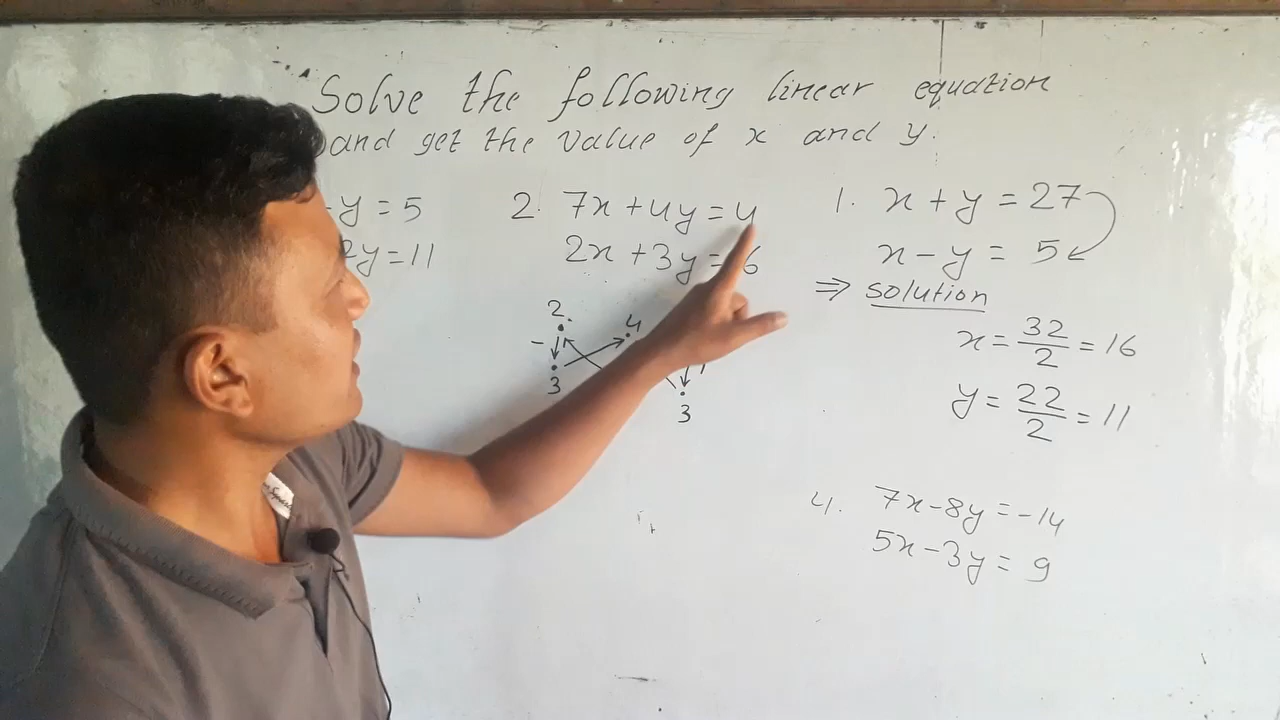 Solve the following linear equation
and get the value of x and y.
-y = 5
2y = 11
2. 7x + 4y = 4
2x + 3y = 6
2 4
- 
3
3
1. x + y = 27
x - y = 5
⇒ solution
x = 32/2 = 16
y = 22/2 = 11
4. 7x - 8y = -14
5x - 3y = 9